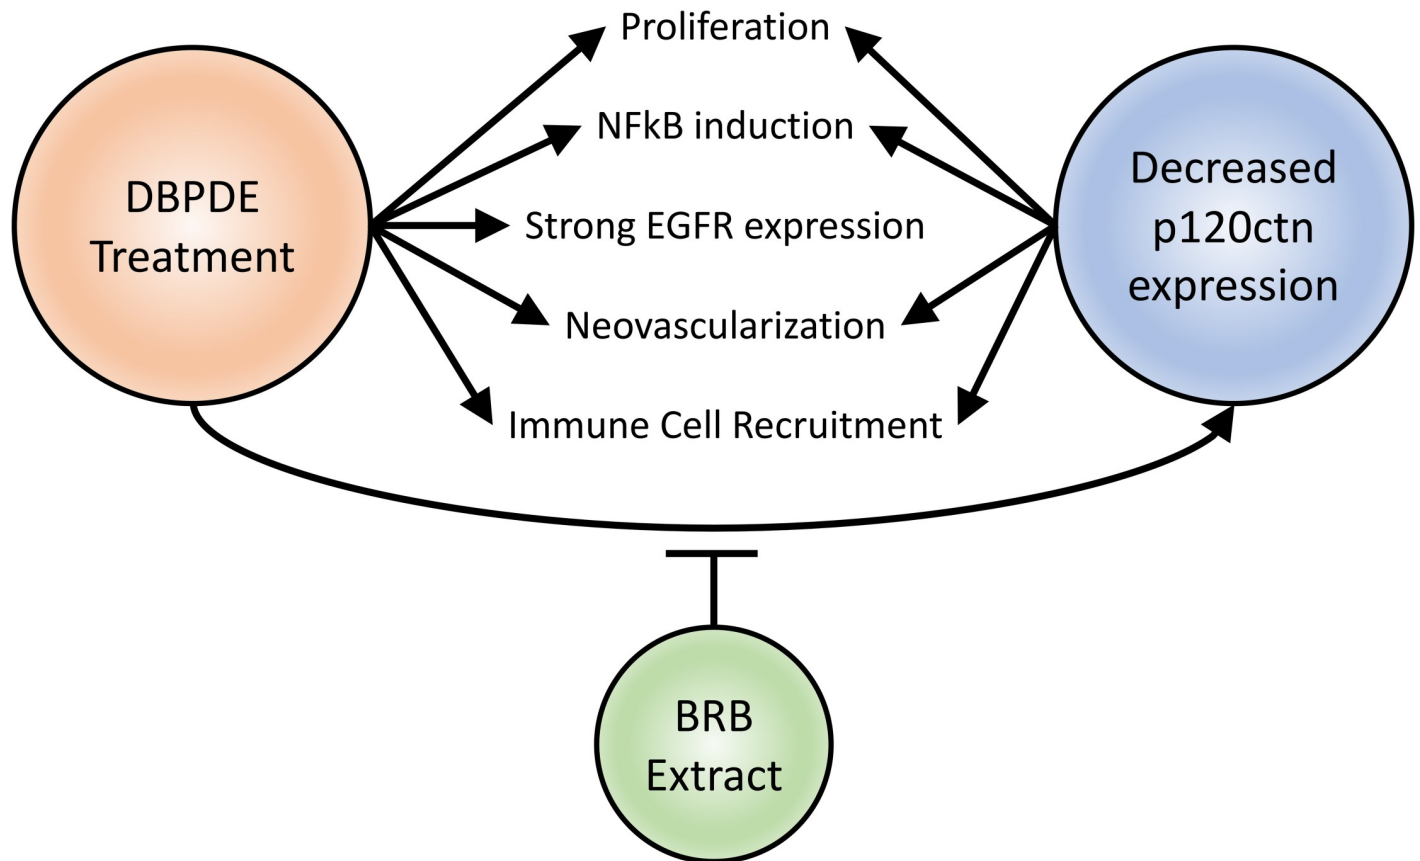 DBPDE
Treatment
Proliferation
NFkB induction
Strong EGFR expression
Neovascularization
Immune Cell Recruitment
Decreased
p120ctn
expression
BRB
Extract